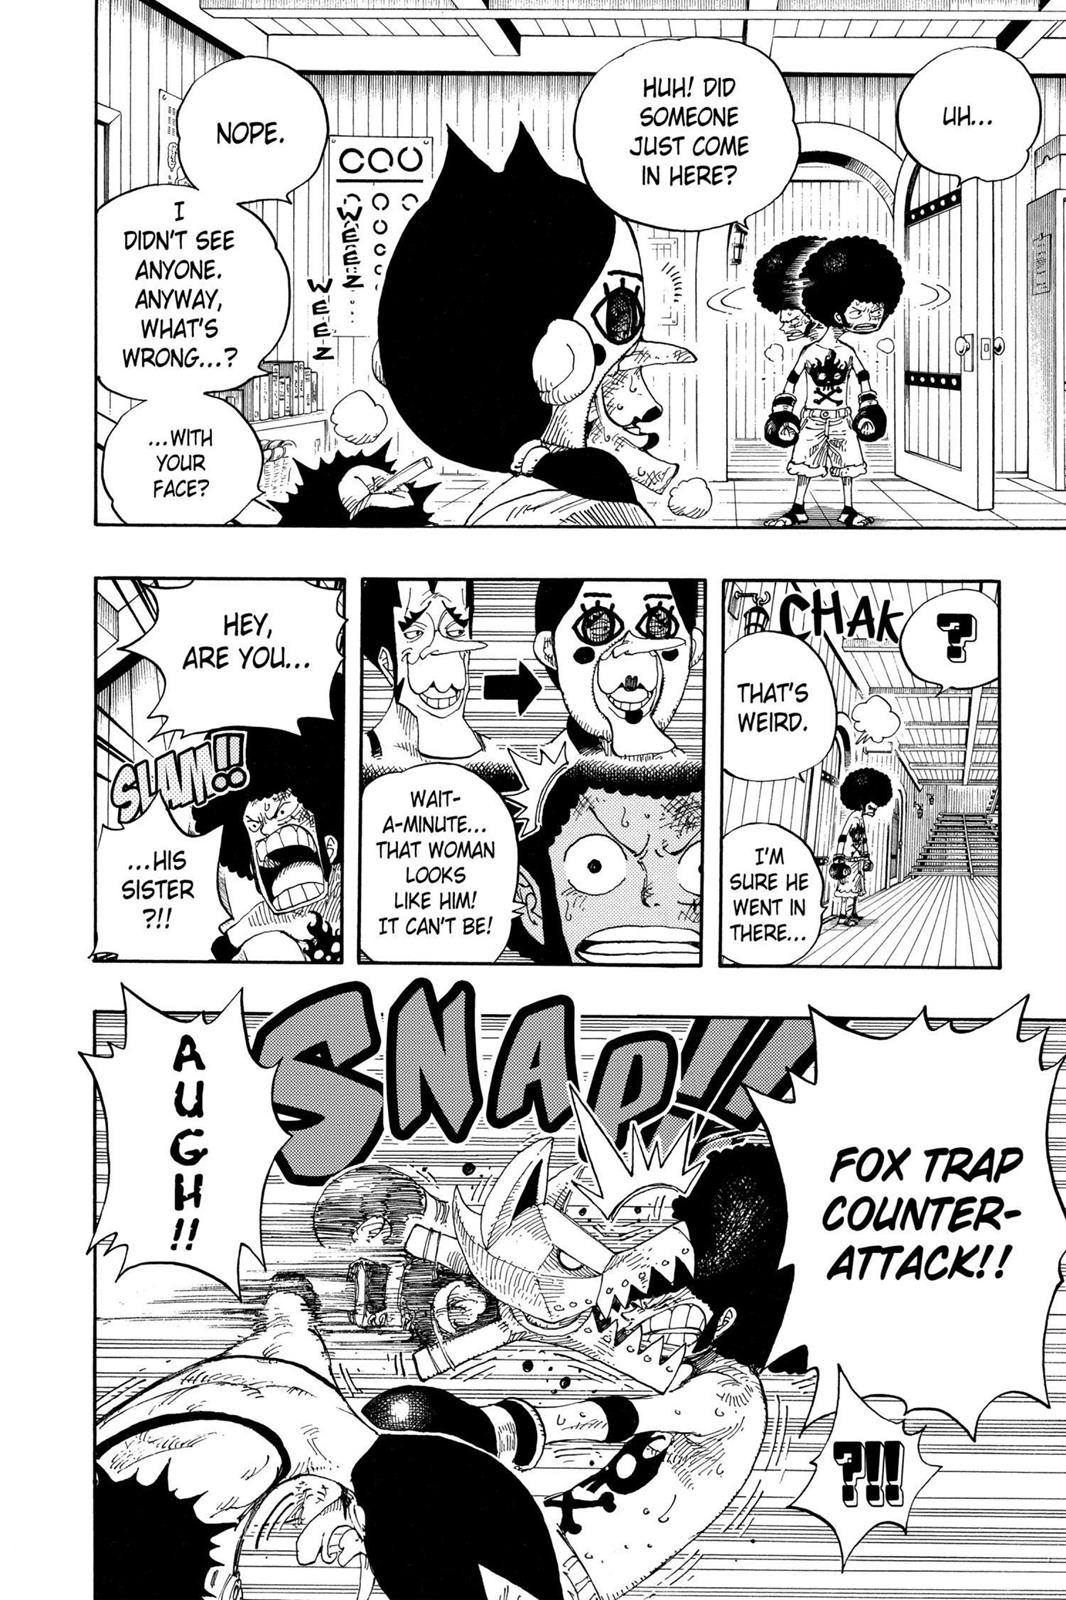 UH...
HUH! DID
SOMEONE
JUST COME
IN HERE?
NOPE.
I
DIDN'T SEE
ANYONE.
ANYWAY,
WHAT'S
WRONG...?
...WITH
YOUR
FACE?
WEEZ
WEEZ
CHAK
?
THAT'S
WEIRD.
I'M
SURE HE
WENT IN
THERE...
WAIT-
A-MINUTE...
THAT WOMAN
LOOKS
LIKE HIM!
IT CAN'T BE!
HEY,
ARE YOU...
SLAM!!
...HIS
SISTER
?!!
SNAP!!
FOX TRAP
COUNTER-
ATTACK!!
AUGH!!
?!!